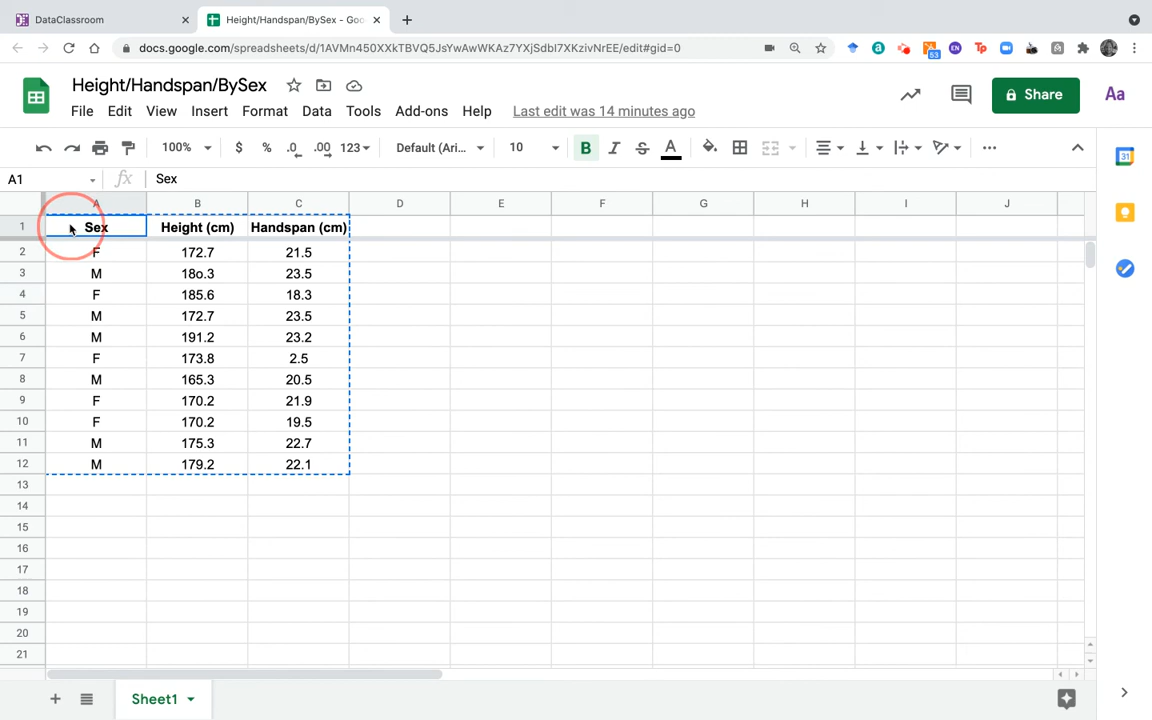 DataClassroom
Height/Handspan/BySex - Goo
docs.google.com/spreadsheets/d/1AVMn450XXkTBVQ5JsYwAwWKAz7YXjSdbI7XKzivNrEE/edit#gid=0
Height/Handspan/BySex
File Edit View Insert Format Data Tools Add-ons Help Last edit was 14 minutes ago
Share
Aa
100% $ % .0 .00 123 Default (Ari... 10 B I S A
A1 fx Sex
A B C D E F G H I J
1 Sex Height (cm) Handspan (cm)
2 F 172.7 21.5
3 M 18o.3 23.5
4 F 185.6 18.3
5 M 172.7 23.5
6 M 191.2 23.2
7 F 173.8 2.5
8 M 165.3 20.5
9 F 170.2 21.9
10 F 170.2 19.5
11 M 175.3 22.7
12 M 179.2 22.1
13
14
15
16
17
18
19
20
21
Sheet1